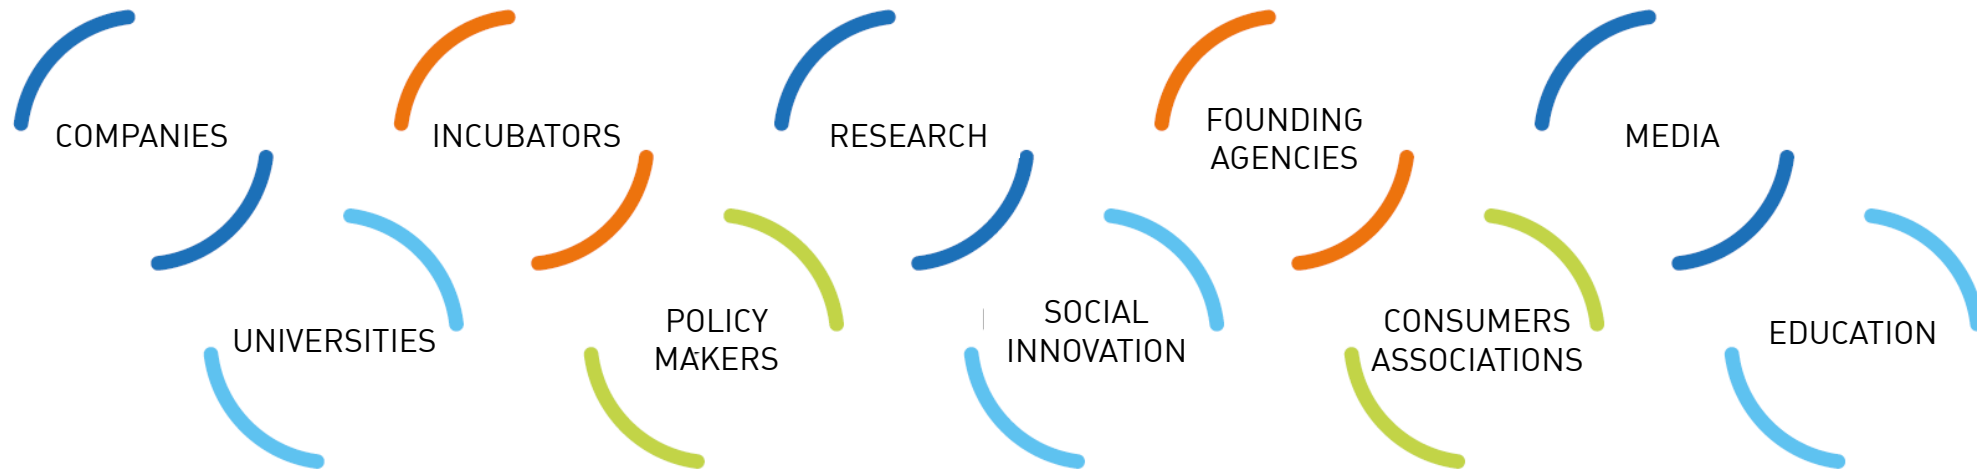 COMPANIES
INCUBATORS
RESEARCH
FOUNDING
AGENCIES
MEDIA
UNIVERSITIES
POLICY
MAKERS
SOCIAL
INNOVATION
CONSUMERS
ASSOCIATIONS
EDUCATION